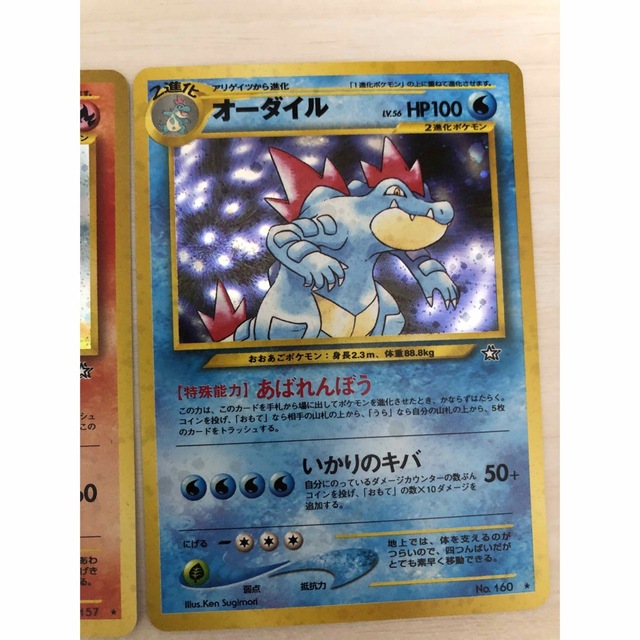 2進化
アリゲイツから進化
「1進化ポケモン」の上に重ねて進化させます。
オーダイル
LV.56 HP100
2進化ポケモン
おおあごポケモン：身長2.3m、体重88.8kg
【特殊能力】あばれんぼう
この力は、このカードを手札から場に出してポケモンを進化させたとき、かならずはたらく。
コインを投げ、「おもて」なら相手の山札の上から、「うら」なら自分の山札の上から、5枚
のカードをトラッシュする。
いかりのキバ
50+
自分にのっているダメージカウンターの数ぶん
コインを投げ、「おもて」の数×10ダメージを
追加する。
にげる
地上では、体を支えるのが
つらいので、四つんばいだが
とても素早く移動できる。
弱点
抵抗力
Illus.Ken Sugimori
No. 160
ュ
この
60
あわ
げき
157